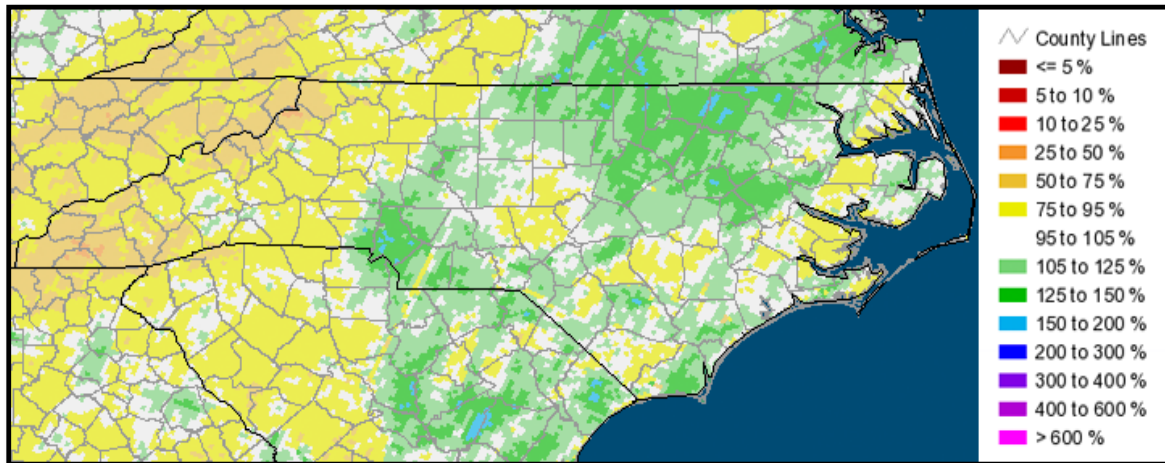 County Lines
<= 5 %
5 to 10 %
10 to 25 %
25 to 50 %
50 to 75 %
75 to 95 %
95 to 105 %
105 to 125 %
125 to 150 %
150 to 200 %
200 to 300 %
300 to 400 %
400 to 600 %
> 600 %